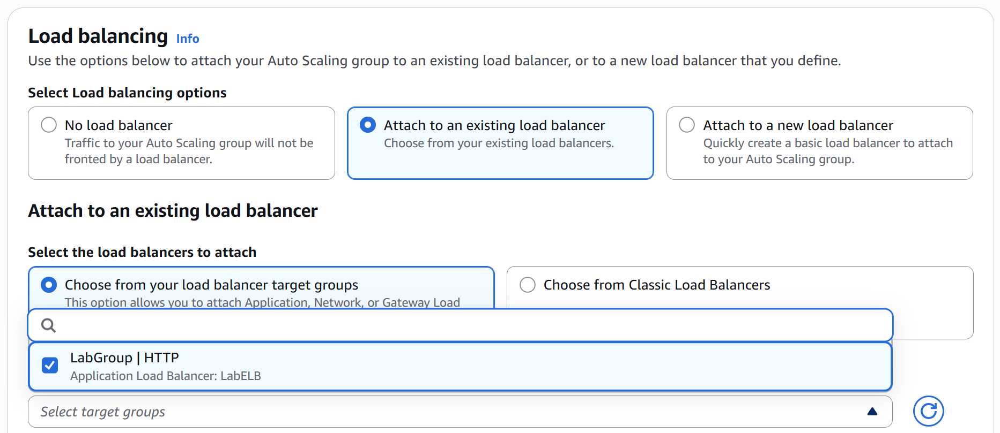 Load balancing Info
Use the options below to attach your Auto Scaling group to an existing load balancer, or to a new load balancer that you define.
Select Load balancing options
No load balancer
Traffic to your Auto Scaling group will not be
fronted by a load balancer.
Attach to an existing load balancer
Choose from your existing load balancers.
Attach to a new load balancer
Quickly create a basic load balancer to attach
to your Auto Scaling group.
Attach to an existing load balancer
Select the load balancers to attach
Choose from your load balancer target groups
This option allows you to attach Application, Network, or Gateway Load
Choose from Classic Load Balancers
LabGroup | HTTP
Application Load Balancer: LabELB
Select target groups